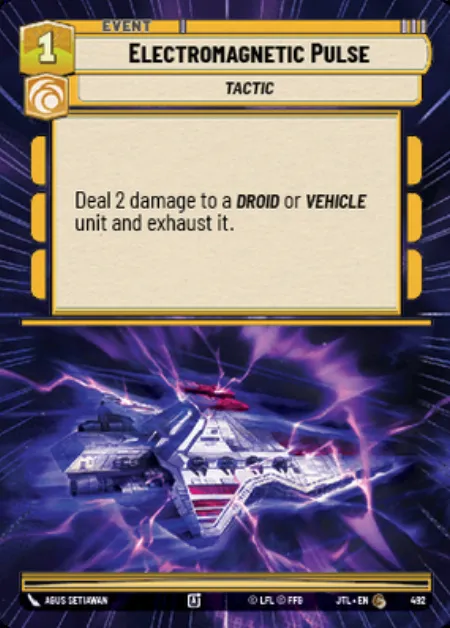 EVENT
1
ELECTROMAGNETIC PULSE
TACTIC
Deal 2 damage to a DROID or VEHICLE
unit and exhaust it.
AGUS SETIAWAN © LFL © FFG JTL • EN 492